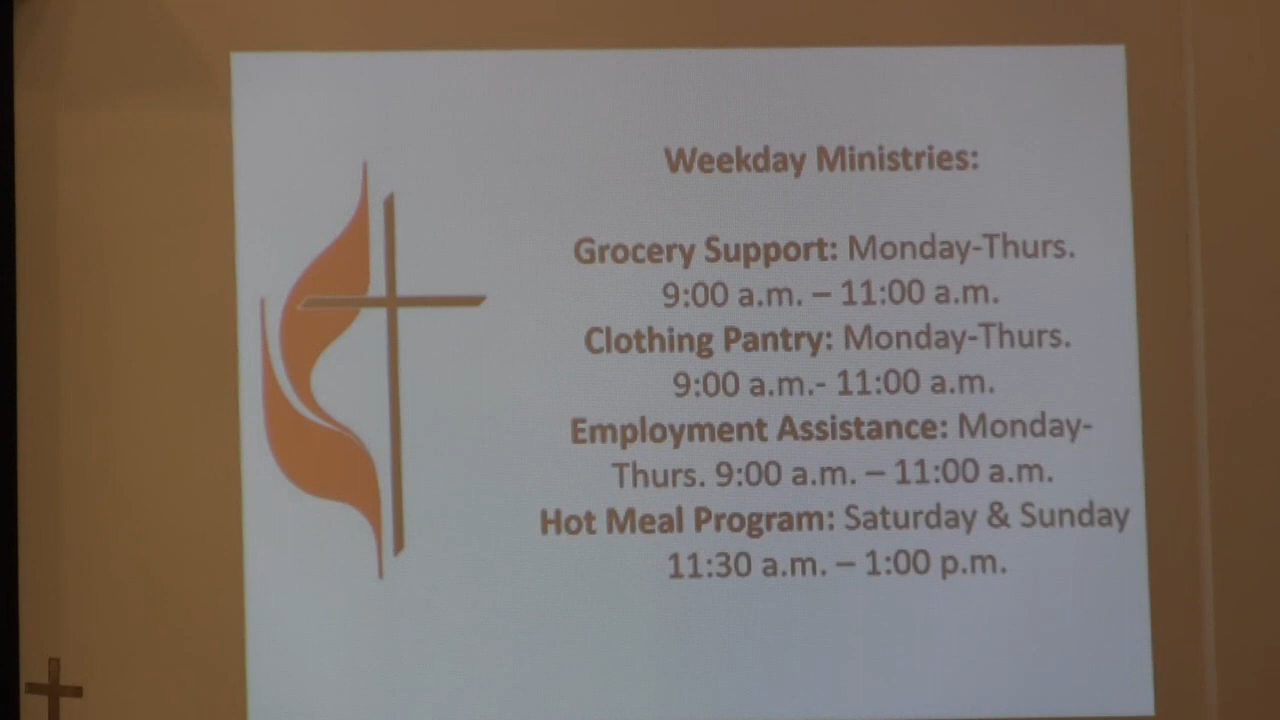 Weekday Ministries:
Grocery Support: Monday-Thurs.
9:00 a.m. – 11:00 a.m.
Clothing Pantry: Monday-Thurs.
9:00 a.m.- 11:00 a.m.
Employment Assistance: Monday-
Thurs. 9:00 a.m. – 11:00 a.m.
Hot Meal Program: Saturday & Sunday
11:30 a.m. – 1:00 p.m.